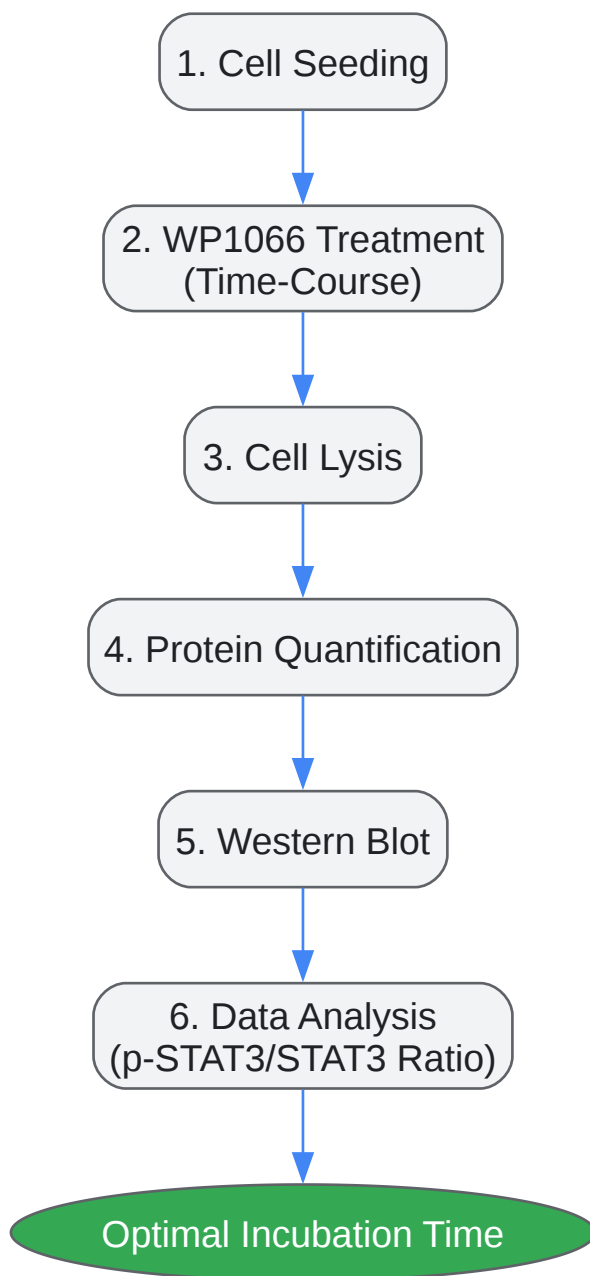 1. Cell Seeding
2. WP1066 Treatment
(Time-Course)
3. Cell Lysis
4. Protein Quantification
5. Western Blot
6. Data Analysis
(p-STAT3/STAT3 Ratio)
Optimal Incubation Time